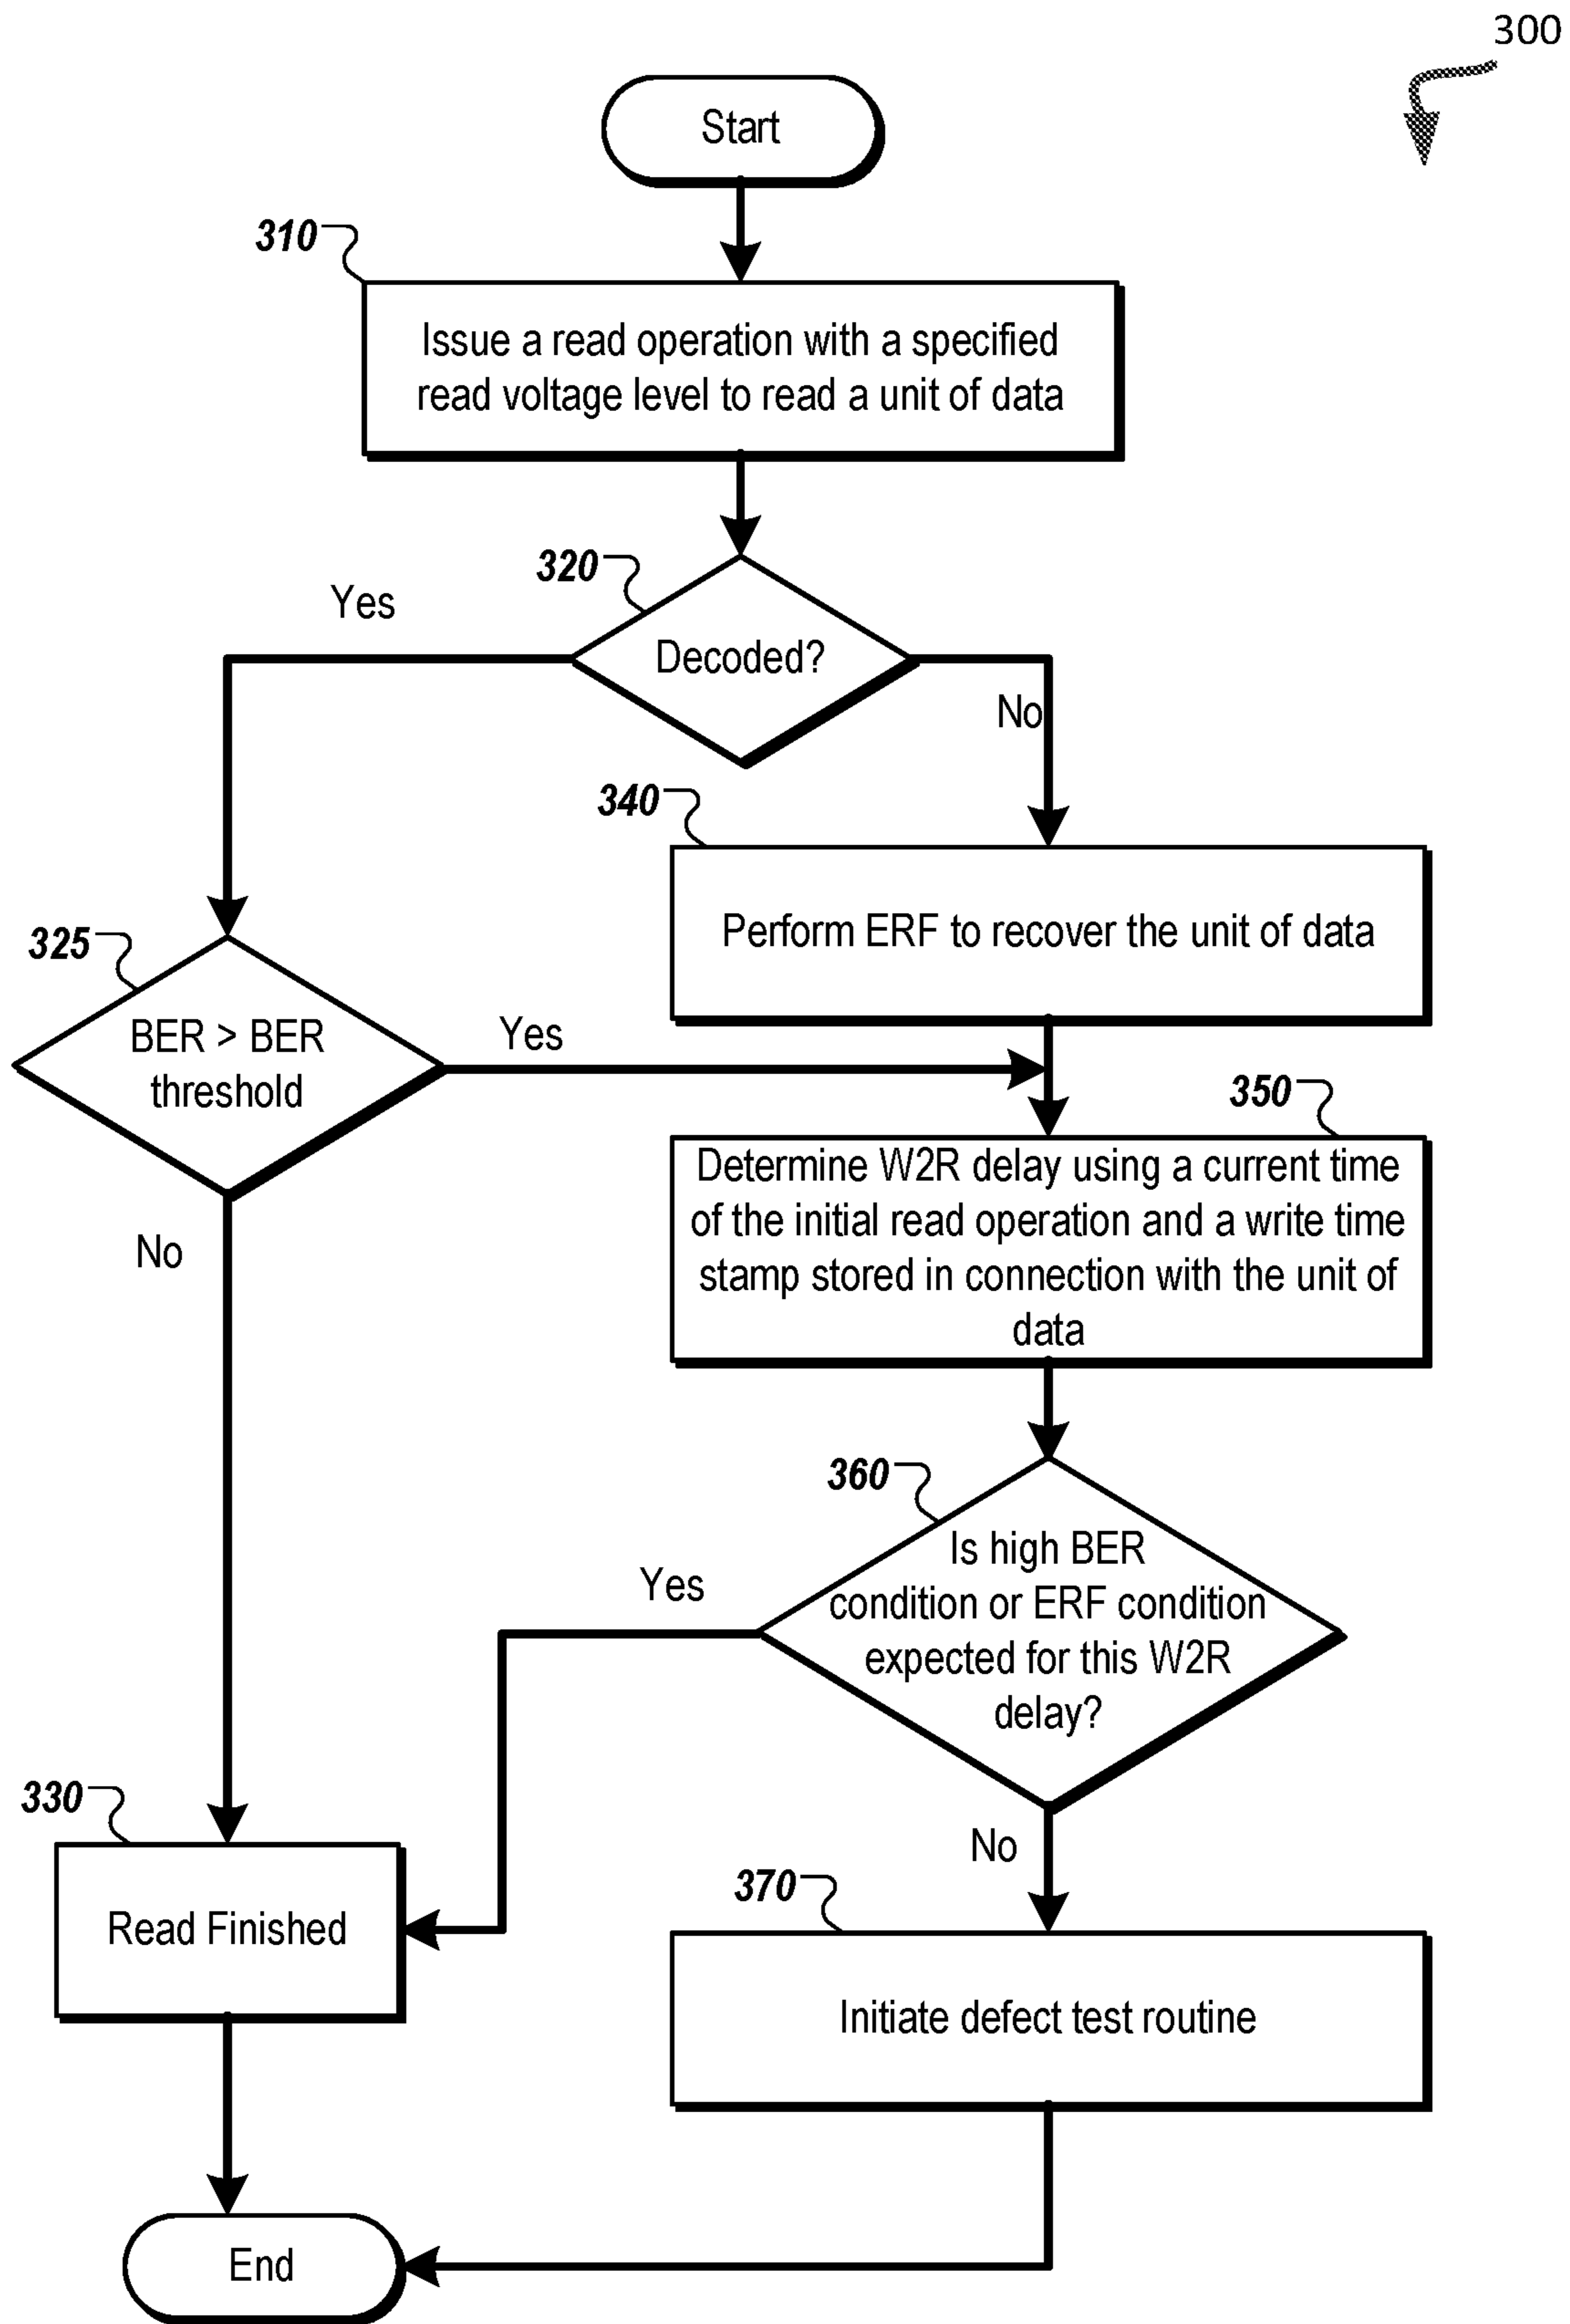 300
Start
310
Issue a read operation with a specified
read voltage level to read a unit of data
320
Yes
Decoded?
No
340
Perform ERF to recover the unit of data
325
BER > BER
threshold
Yes
No
350
Determine W2R delay using a current time
of the initial read operation and a write time
stamp stored in connection with the unit of
data
360
Is high BER
condition or ERF condition
expected for this W2R
delay?
Yes
No
330
Read Finished
370
Initiate defect test routine
End